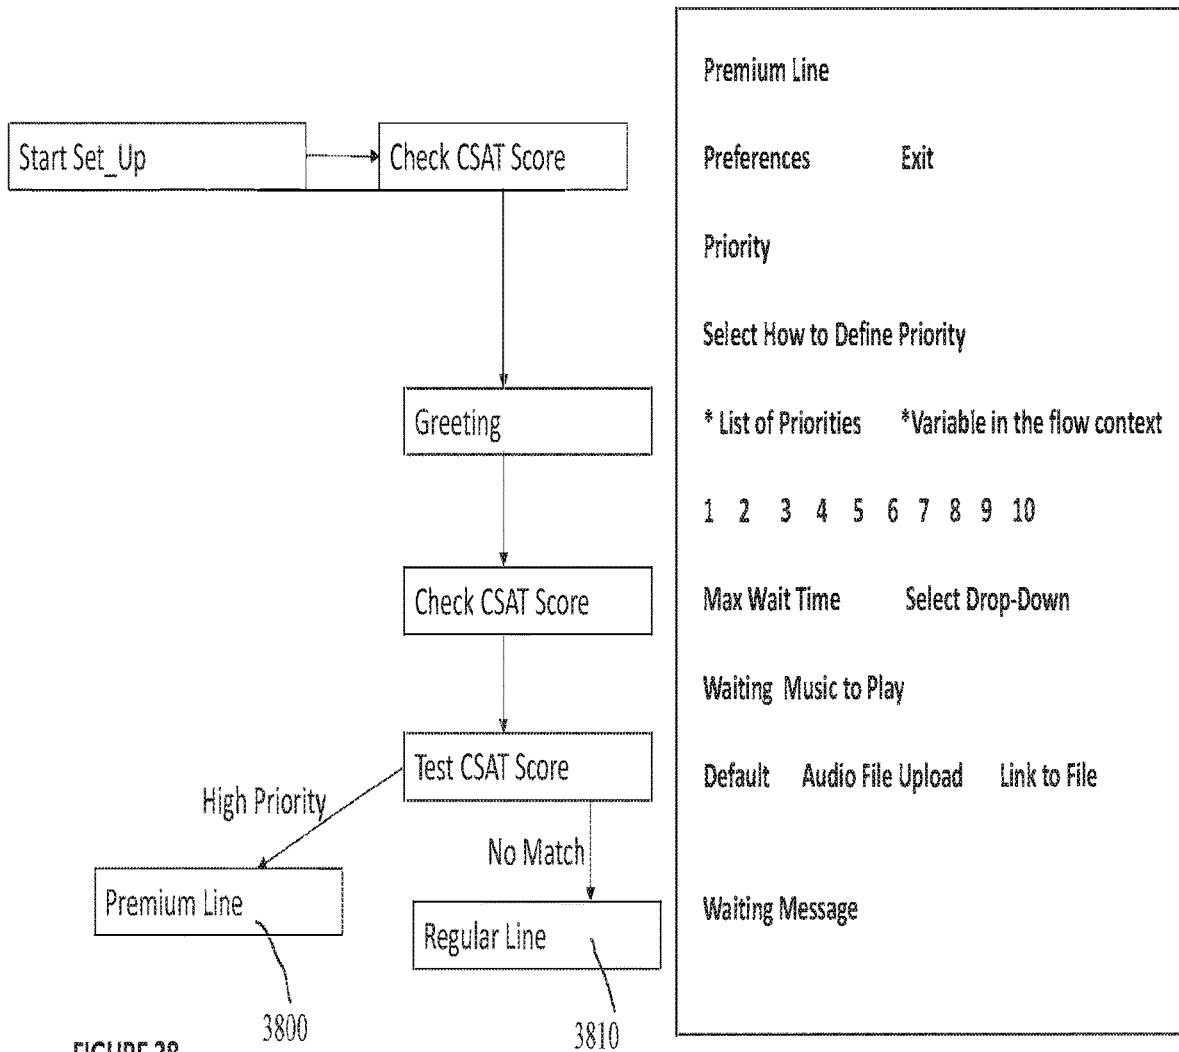 Start Set_Up
Check CSAT Score
Greeting
Check CSAT Score
Test CSAT Score
High Priority
No Match
Premium Line
Regular Line
3800
3810
Premium Line
Preferences Exit
Priority
Select How to Define Priority
* List of Priorities *Variable in the flow context
1 2 3 4 5 6 7 8 9 10
Max Wait Time Select Drop-Down
Waiting Music to Play
Default Audio File Upload Link to File
Waiting Message
FIGURE 38